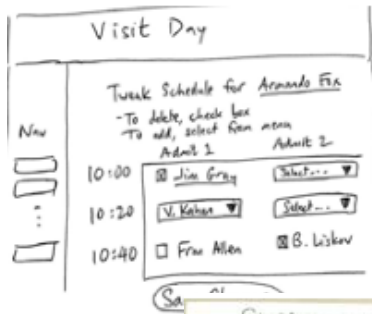 Visit Day
Tweak Schedule for Armando Fox
-To delete, check box
To add, select from menu
Nav
Admit 1 Admit 2
10:00 Jim Gray Select...
10:20 V. Kahan Select...
10:40 Fran Allen B. Liskov